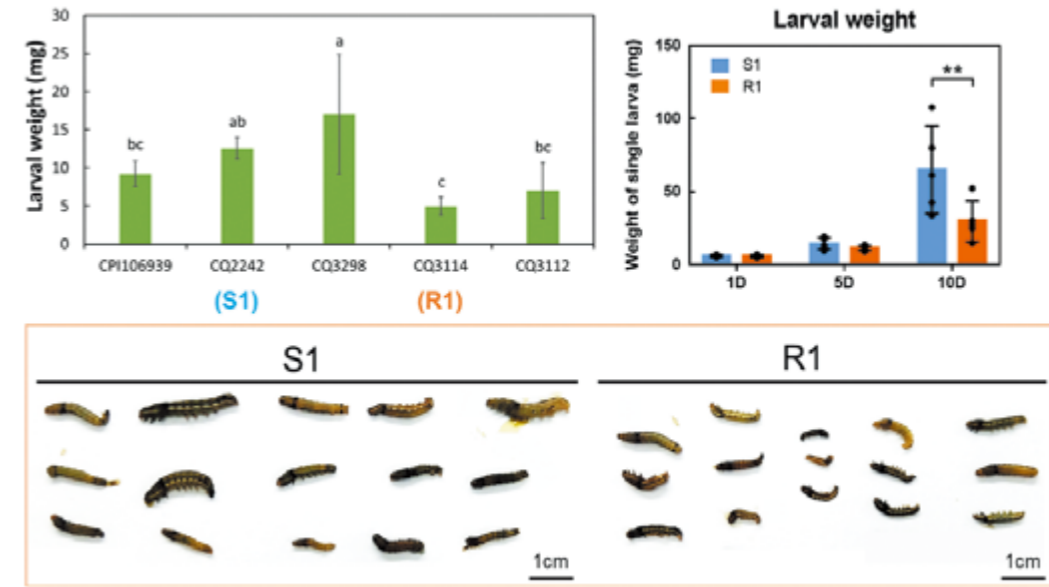 Larval weight (mg)
30
25
20
15
10
5
0
bc
ab
a
c
bc
CPI106939
CQ2242
CQ3298
CQ3114
CQ3112
(S1)
(R1)
Larval weight
Weight of single larva (mg)
150
100
50
0
S1
R1
**
1D
5D
10D
S1
R1
1cm
1cm